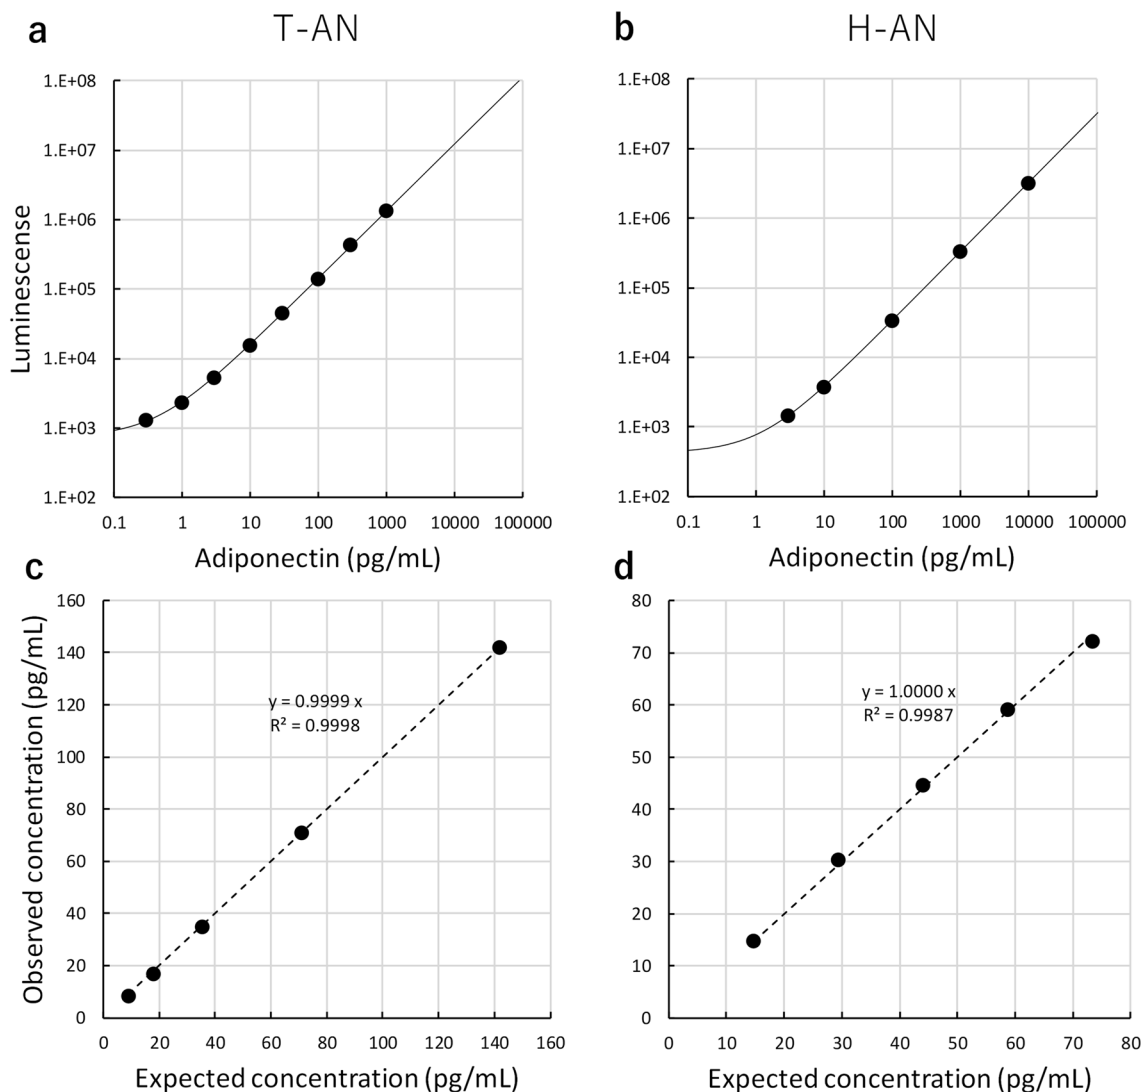 a
T-AN
b
H-AN
1.E+08
1.E+07
1.E+06
1.E+05
1.E+04
1.E+03
1.E+02
Luminescense
0.1 1 10 100 1000 10000 100000
Adiponectin (pg/mL)
1.E+08
1.E+07
1.E+06
1.E+05
1.E+04
1.E+03
1.E+02
0.1 1 10 100 1000 10000 100000
Adiponectin (pg/mL)
c
160
140
120
100
80
60
40
20
0
Observed concentration (pg/mL)
y = 0.9999 x
R² = 0.9998
0 20 40 60 80 100 120 140 160
Expected concentration (pg/mL)
d
80
70
60
50
40
30
20
10
0
y = 1.0000 x
R² = 0.9987
0 10 20 30 40 50 60 70 80
Expected concentration (pg/mL)